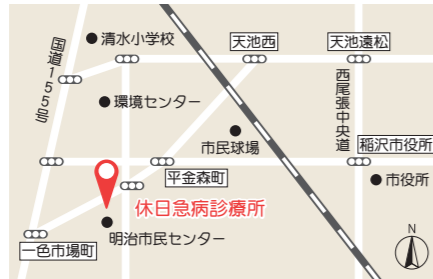 清水小学校
天池西
天池遠松
国道155号
環境センター
西尾張中央道
市民球場
稲沢市役所
平金森町
市役所
休日急病診療所
明治市民センター
一色市場町
N